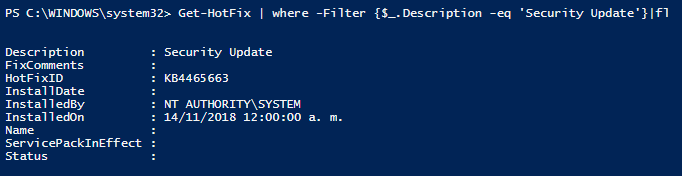 PS C:\WINDOWS\system32> Get-HotFix | where -Filter {$_.Description -eq 'Security Update'}|fl
Description : Security Update
FixComments :
HotFixID : KB4465663
InstallDate :
InstalledBy : NT AUTHORITY\SYSTEM
InstalledOn : 14/11/2018 12:00:00 a. m.
Name :
ServicePackInEffect :
Status :